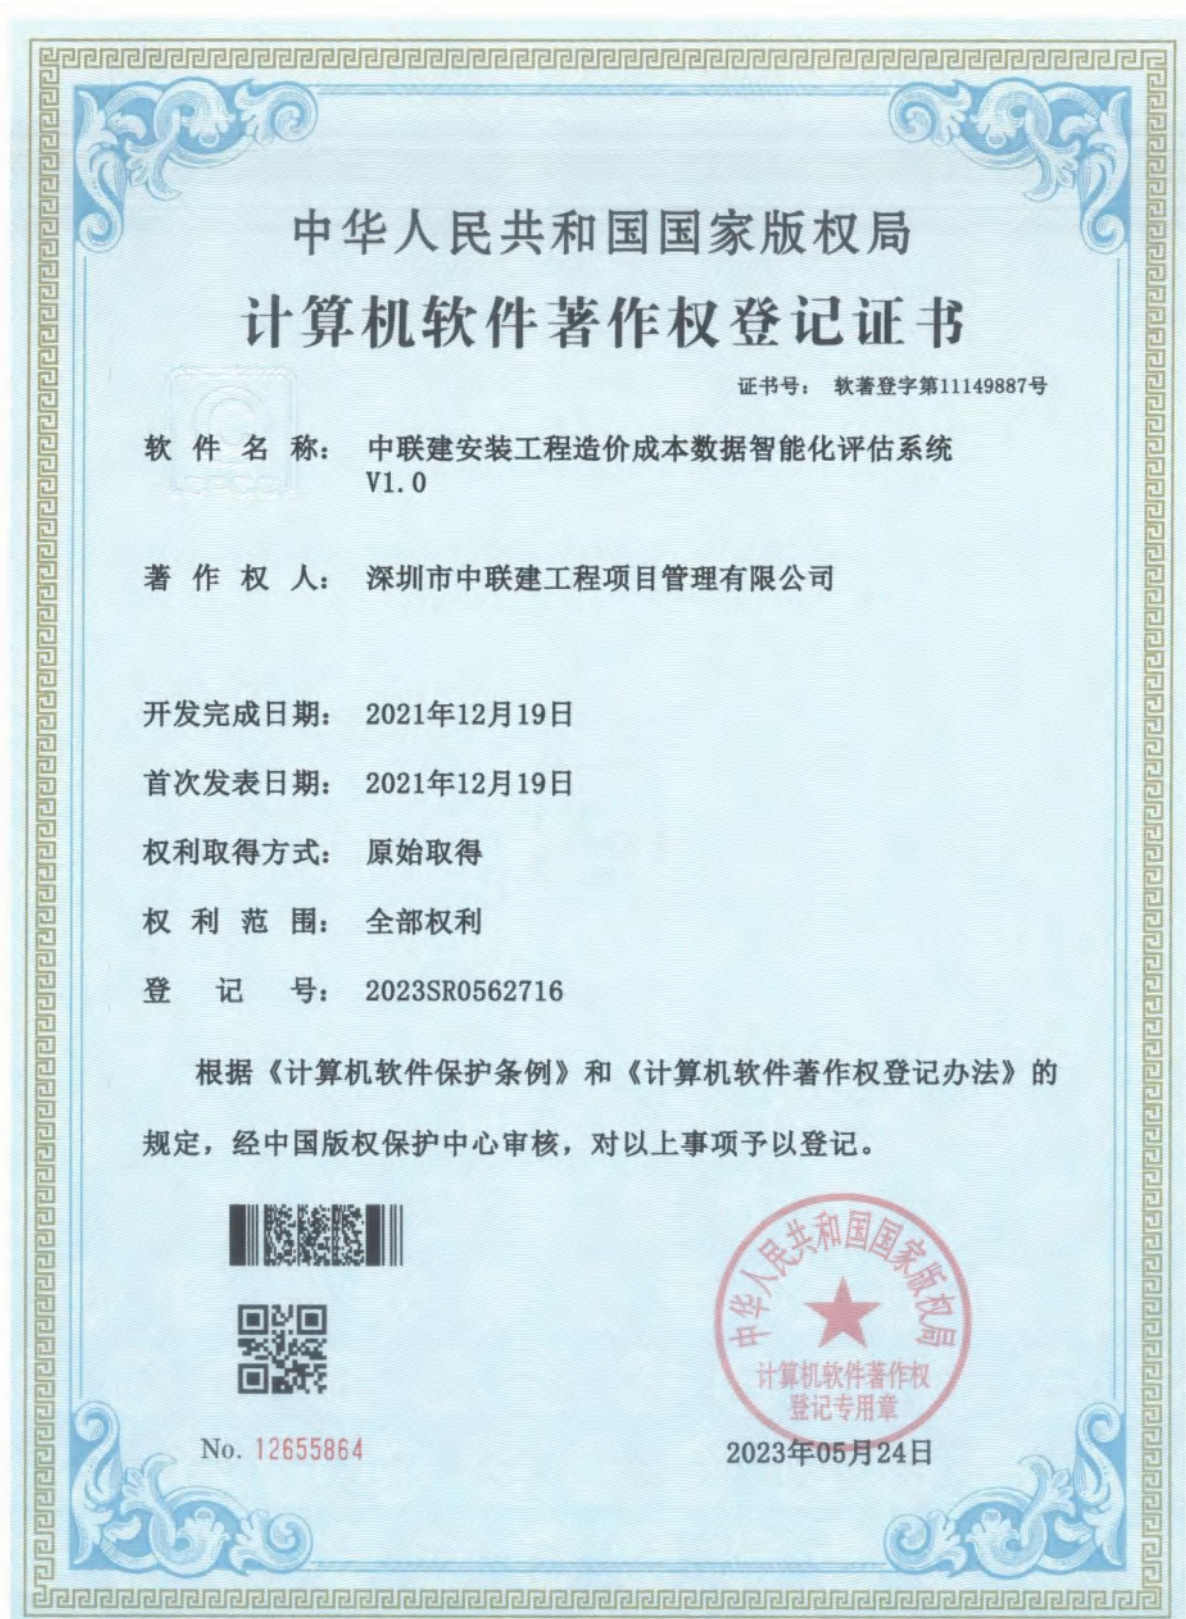 中华人民共和国国家版权局
计算机软件著作权登记证书
证书号： 软著登字第11149887号
软件名称： 中联建安装工程造价成本数据智能化评估系统
V1.0
著作权人： 深圳市中联建工程项目管理有限公司
开发完成日期： 2021年12月19日
首次发表日期： 2021年12月19日
权利取得方式： 原始取得
权利范围： 全部权利
登记号： 2023SR0562716
根据《计算机软件保护条例》和《计算机软件著作权登记办法》的
规定，经中国版权保护中心审核，对以上事项予以登记。
中华人民共和国国家版权局
计算机软件著作权
登记专用章
No. 12655864
2023年05月24日